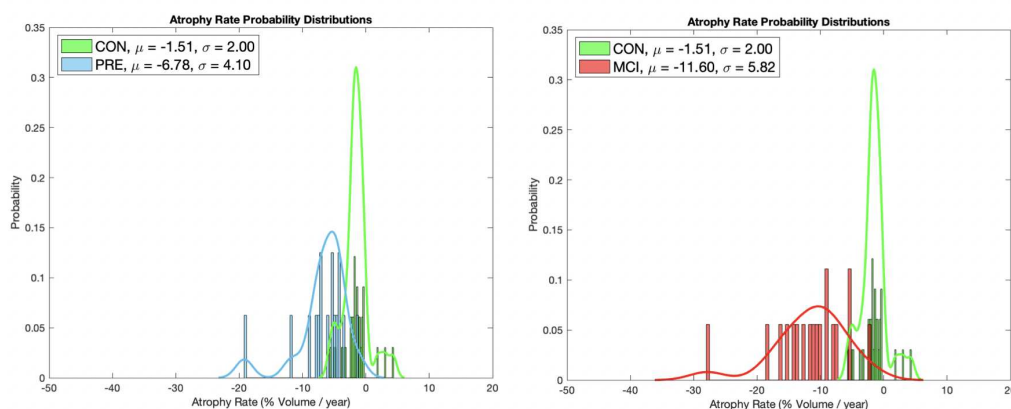 Atrophy Rate Probability Distributions
0.35
CON, μ = -1.51, σ = 2.00
PRE, μ = -6.78, σ = 4.10
0.3
0.25
0.2
Probability
0.15
0.1
0.05
0
-50 -40 -30 -20 -10 0 10 20
Atrophy Rate (% Volume / year)
Atrophy Rate Probability Distributions
0.35
CON, μ = -1.51, σ = 2.00
MCI, μ = -11.60, σ = 5.82
0.3
0.25
0.2
Probability
0.15
0.1
0.05
0
-50 -40 -30 -20 -10 0 10 20
Atrophy Rate (% Volume / year)